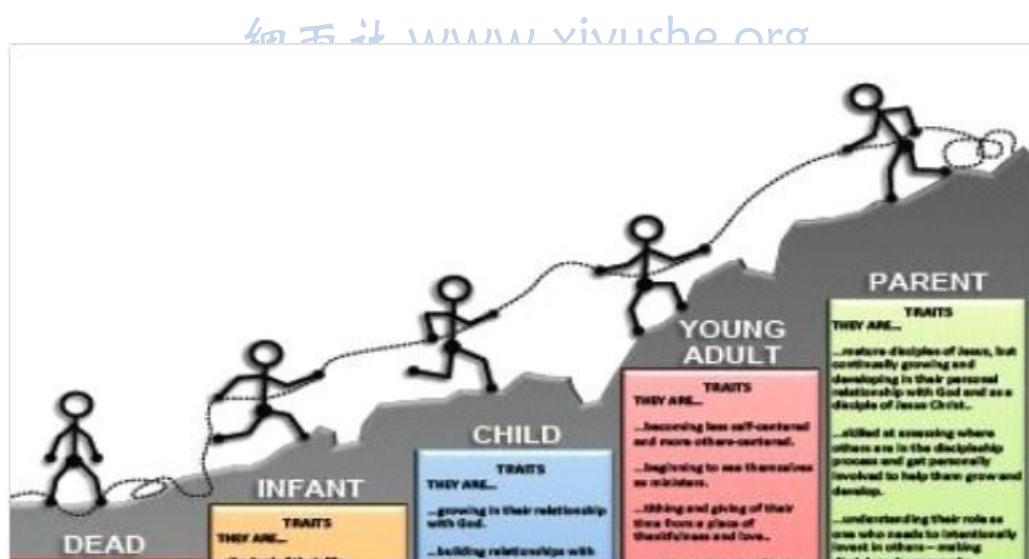 細雨社 www.xiyushe.org
DEAD
INFANT
TRAITS
THEY ARE...
CHILD
TRAITS
THEY ARE...
...growing in their relationship
with God.
...building relationships with
YOUNG
ADULT
TRAITS
THEY ARE...
...becoming less self-centered
and more others-centered.
...beginning to see themselves
as ministers.
...tithing and giving of their
time from a place of
thankfulness and love..
PARENT
TRAITS
THEY ARE...
...mature disciples of Jesus, but
continually growing and
developing in their personal
relationship with God and as a
disciple of Jesus Christ..
...skilled at assessing where
others are in the discipleship
process and get personally
involved to help them grow and
develop.
...understanding their role as
one who needs to intentionally
invest in others—making